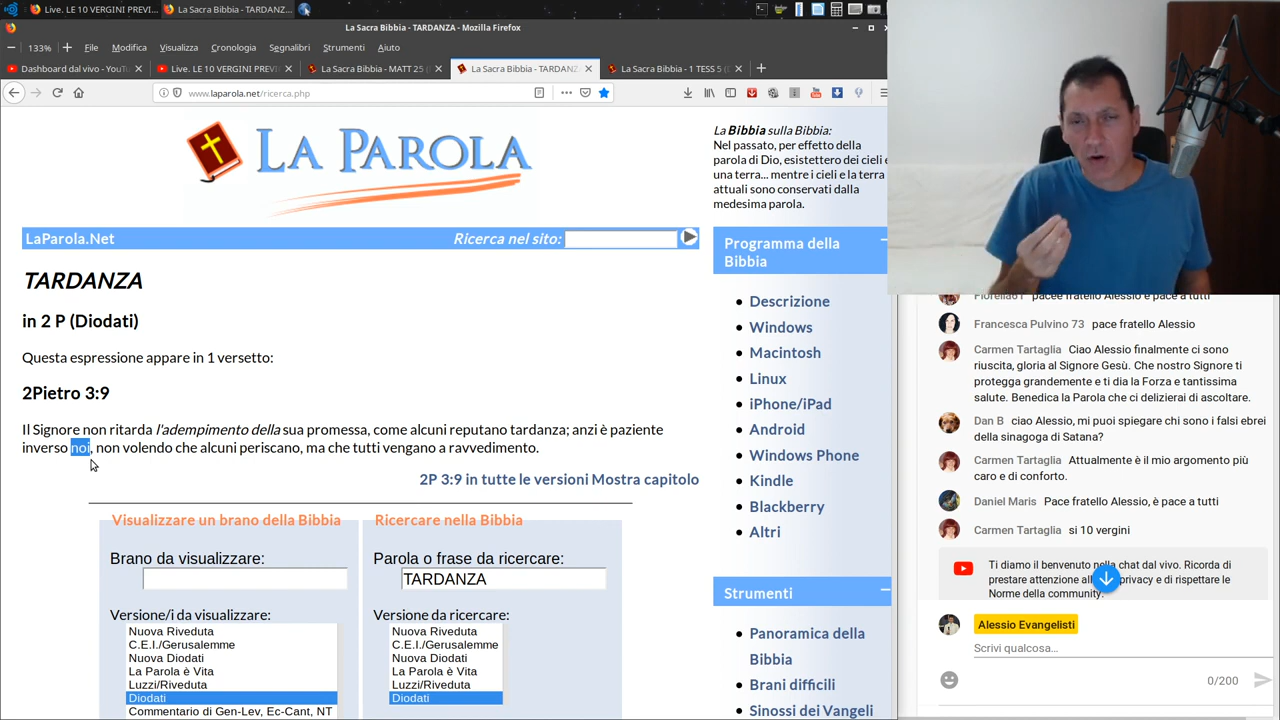 Live. LE 10 VERGINI PREVI...
La Sacra Bibbia - TARDANZ...
La Sacra Bibbia - TARDANZA - Mozilla Firefox
133%
File Modifica Visualizza Cronologia Segnalibri Strumenti Aiuto
Dashboard dal vivo - YouTu
Live. LE 10 VERGINI PREVI
La Sacra Bibbia - MATT 25 (
La Sacra Bibbia - TARDANZ
La Sacra Bibbia - 1 TESS 5 (
www.laparola.net/ricerca.php
LA PAROLA
LaParola.Net
Ricerca nel sito:
TARDANZA
in 2 P (Diodati)
Questa espressione appare in 1 versetto:
2Pietro 3:9
Il Signore non ritarda l'adempimento della sua promessa, come alcuni reputano tardanza; anzi è paziente
inverso noi, non volendo che alcuni periscano, ma che tutti vengano a ravvedimento.
2P 3:9 in tutte le versioni Mostra capitolo
Visualizzare un brano della Bibbia
Brano da visualizzare:
Versione/i da visualizzare:
Nuova Riveduta
C.E.I./Gerusalemme
Nuova Diodati
La Parola è Vita
Luzzi/Riveduta
Diodati
Commentario di Gen-Lev, Ec-Cant, NT
Ricercare nella Bibbia
Parola o frase da ricercare:
TARDANZA
Versione da ricercare:
Nuova Riveduta
C.E.I./Gerusalemme
Nuova Diodati
La Parola è Vita
Luzzi/Riveduta
Diodati
La Bibbia sulla Bibbia:
Nel passato, per effetto della
parola di Dio, esistettero dei cieli e
una terra... mentre i cieli e la terra
attuali sono conservati dalla
medesima parola.
Programma della
Bibbia
Descrizione
Windows
Macintosh
Linux
iPhone/iPad
Android
Windows Phone
Kindle
Blackberry
Altri
Strumenti
Panoramica della
Bibbia
Brani difficili
Sinossi dei Vangeli
Fiorella61 pacee fratello Alessio e pace a tutti
Francesca Pulvino 73 pace fratello Alessio
Carmen Tartaglia Ciao Alessio finalmente ci sono
riuscita, gloria al Signore Gesù. Che nostro Signore ti
protegga grandemente e ti dia la Forza e tantissima
salute. Benedica la Parola che ci delizierai di ascoltare.
Dan B ciao Alessio, mi puoi spiegare chi sono i falsi ebrei
della sinagoga di Satana?
Carmen Tartaglia Attualmente è il mio argomento più
caro e di conforto.
Daniel Maris Pace fratello Alessio, è pace a tutti
Carmen Tartaglia si 10 vergini
Ti diamo il benvenuto nella chat dal vivo. Ricorda di
prestare attenzione alla privacy e di rispettare le
Norme della community.
Alessio Evangelisti
Scrivi qualcosa...
0/200